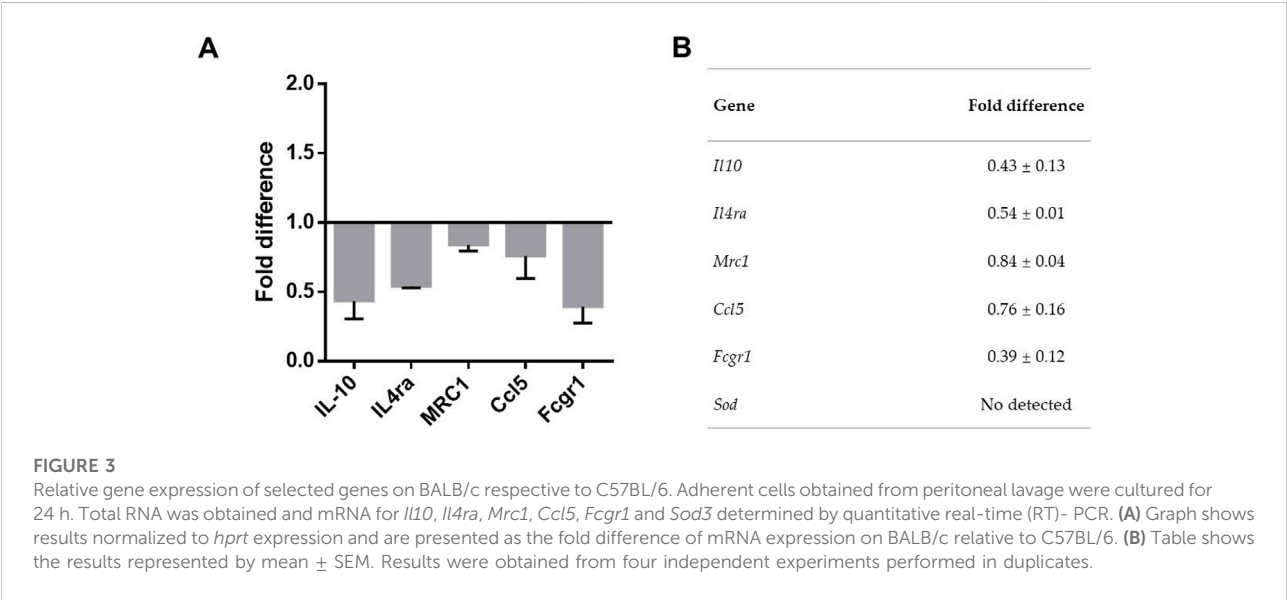 A
2.0
1.5
1.0
0.5
0.0
Fold difference
IL-10
IL4ra
MRC1
Ccl5
Fcgr1
B
Gene Fold difference
Il10 0.43 ± 0.13
Il4ra 0.54 ± 0.01
Mrc1 0.84 ± 0.04
Ccl5 0.76 ± 0.16
Fcgr1 0.39 ± 0.12
Sod No detected
FIGURE 3
Relative gene expression of selected genes on BALB/c respective to C57BL/6. Adherent cells obtained from peritoneal lavage were cultured for
24 h. Total RNA was obtained and mRNA for Il10, Il4ra, Mrc1, Ccl5, Fcgr1 and Sod3 determined by quantitative real-time (RT)- PCR. (A) Graph shows
results normalized to hprt expression and are presented as the fold difference of mRNA expression on BALB/c relative to C57BL/6. (B) Table shows
the results represented by mean ± SEM. Results were obtained from four independent experiments performed in duplicates.